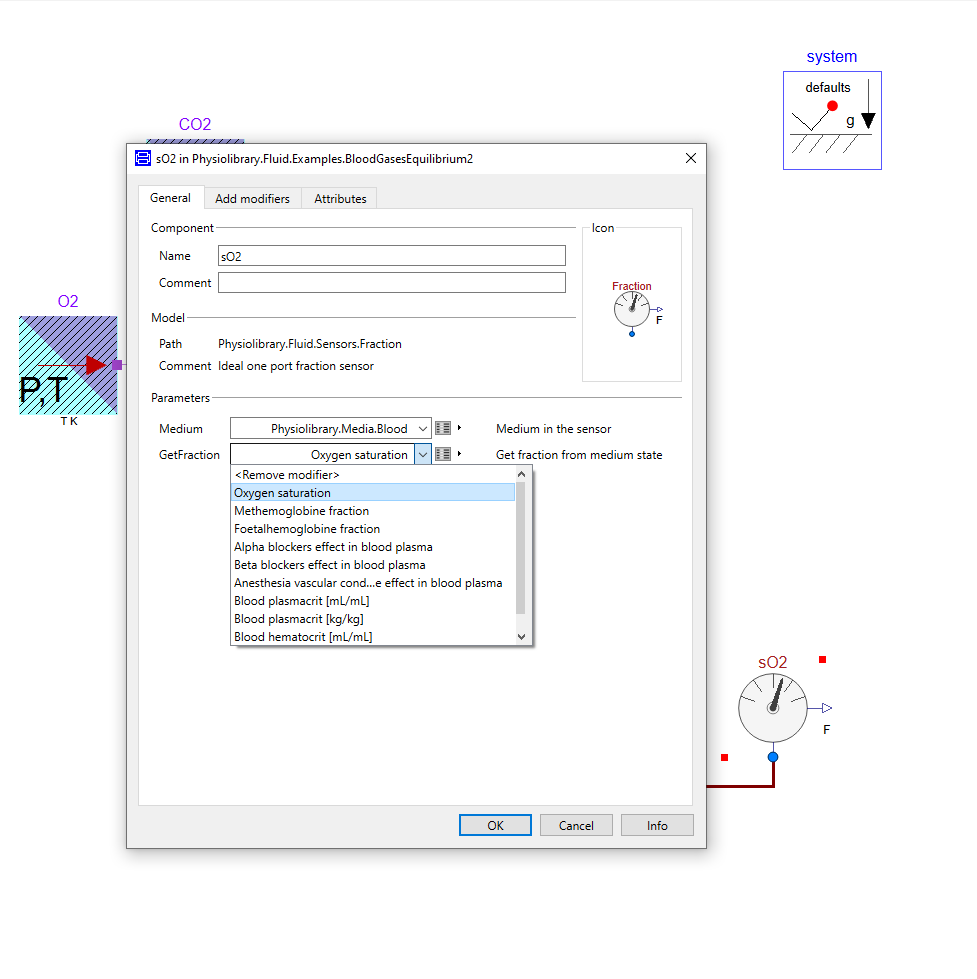 system
defaults
g
CO2
sO2 in Physiolibrary.Fluid.Examples.BloodGasesEquilibrium2
General Add modifiers Attributes
Component
Icon
Name sO2
Comment
Fraction
F
Model
Path Physiolibrary.Fluid.Sensors.Fraction
Comment Ideal one port fraction sensor
O2
P,T
T K
Parameters
Medium Physiolibrary.Media.Blood Medium in the sensor
GetFraction Oxygen saturation Get fraction from medium state
<Remove modifier>
Oxygen saturation
Methemoglobine fraction
Foetalhemoglobine fraction
Alpha blockers effect in blood plasma
Beta blockers effect in blood plasma
Anesthesia vascular cond...e effect in blood plasma
Blood plasmacrit [mL/mL]
Blood plasmacrit [kg/kg]
Blood hematocrit [mL/mL]
sO2
F
OK Cancel Info